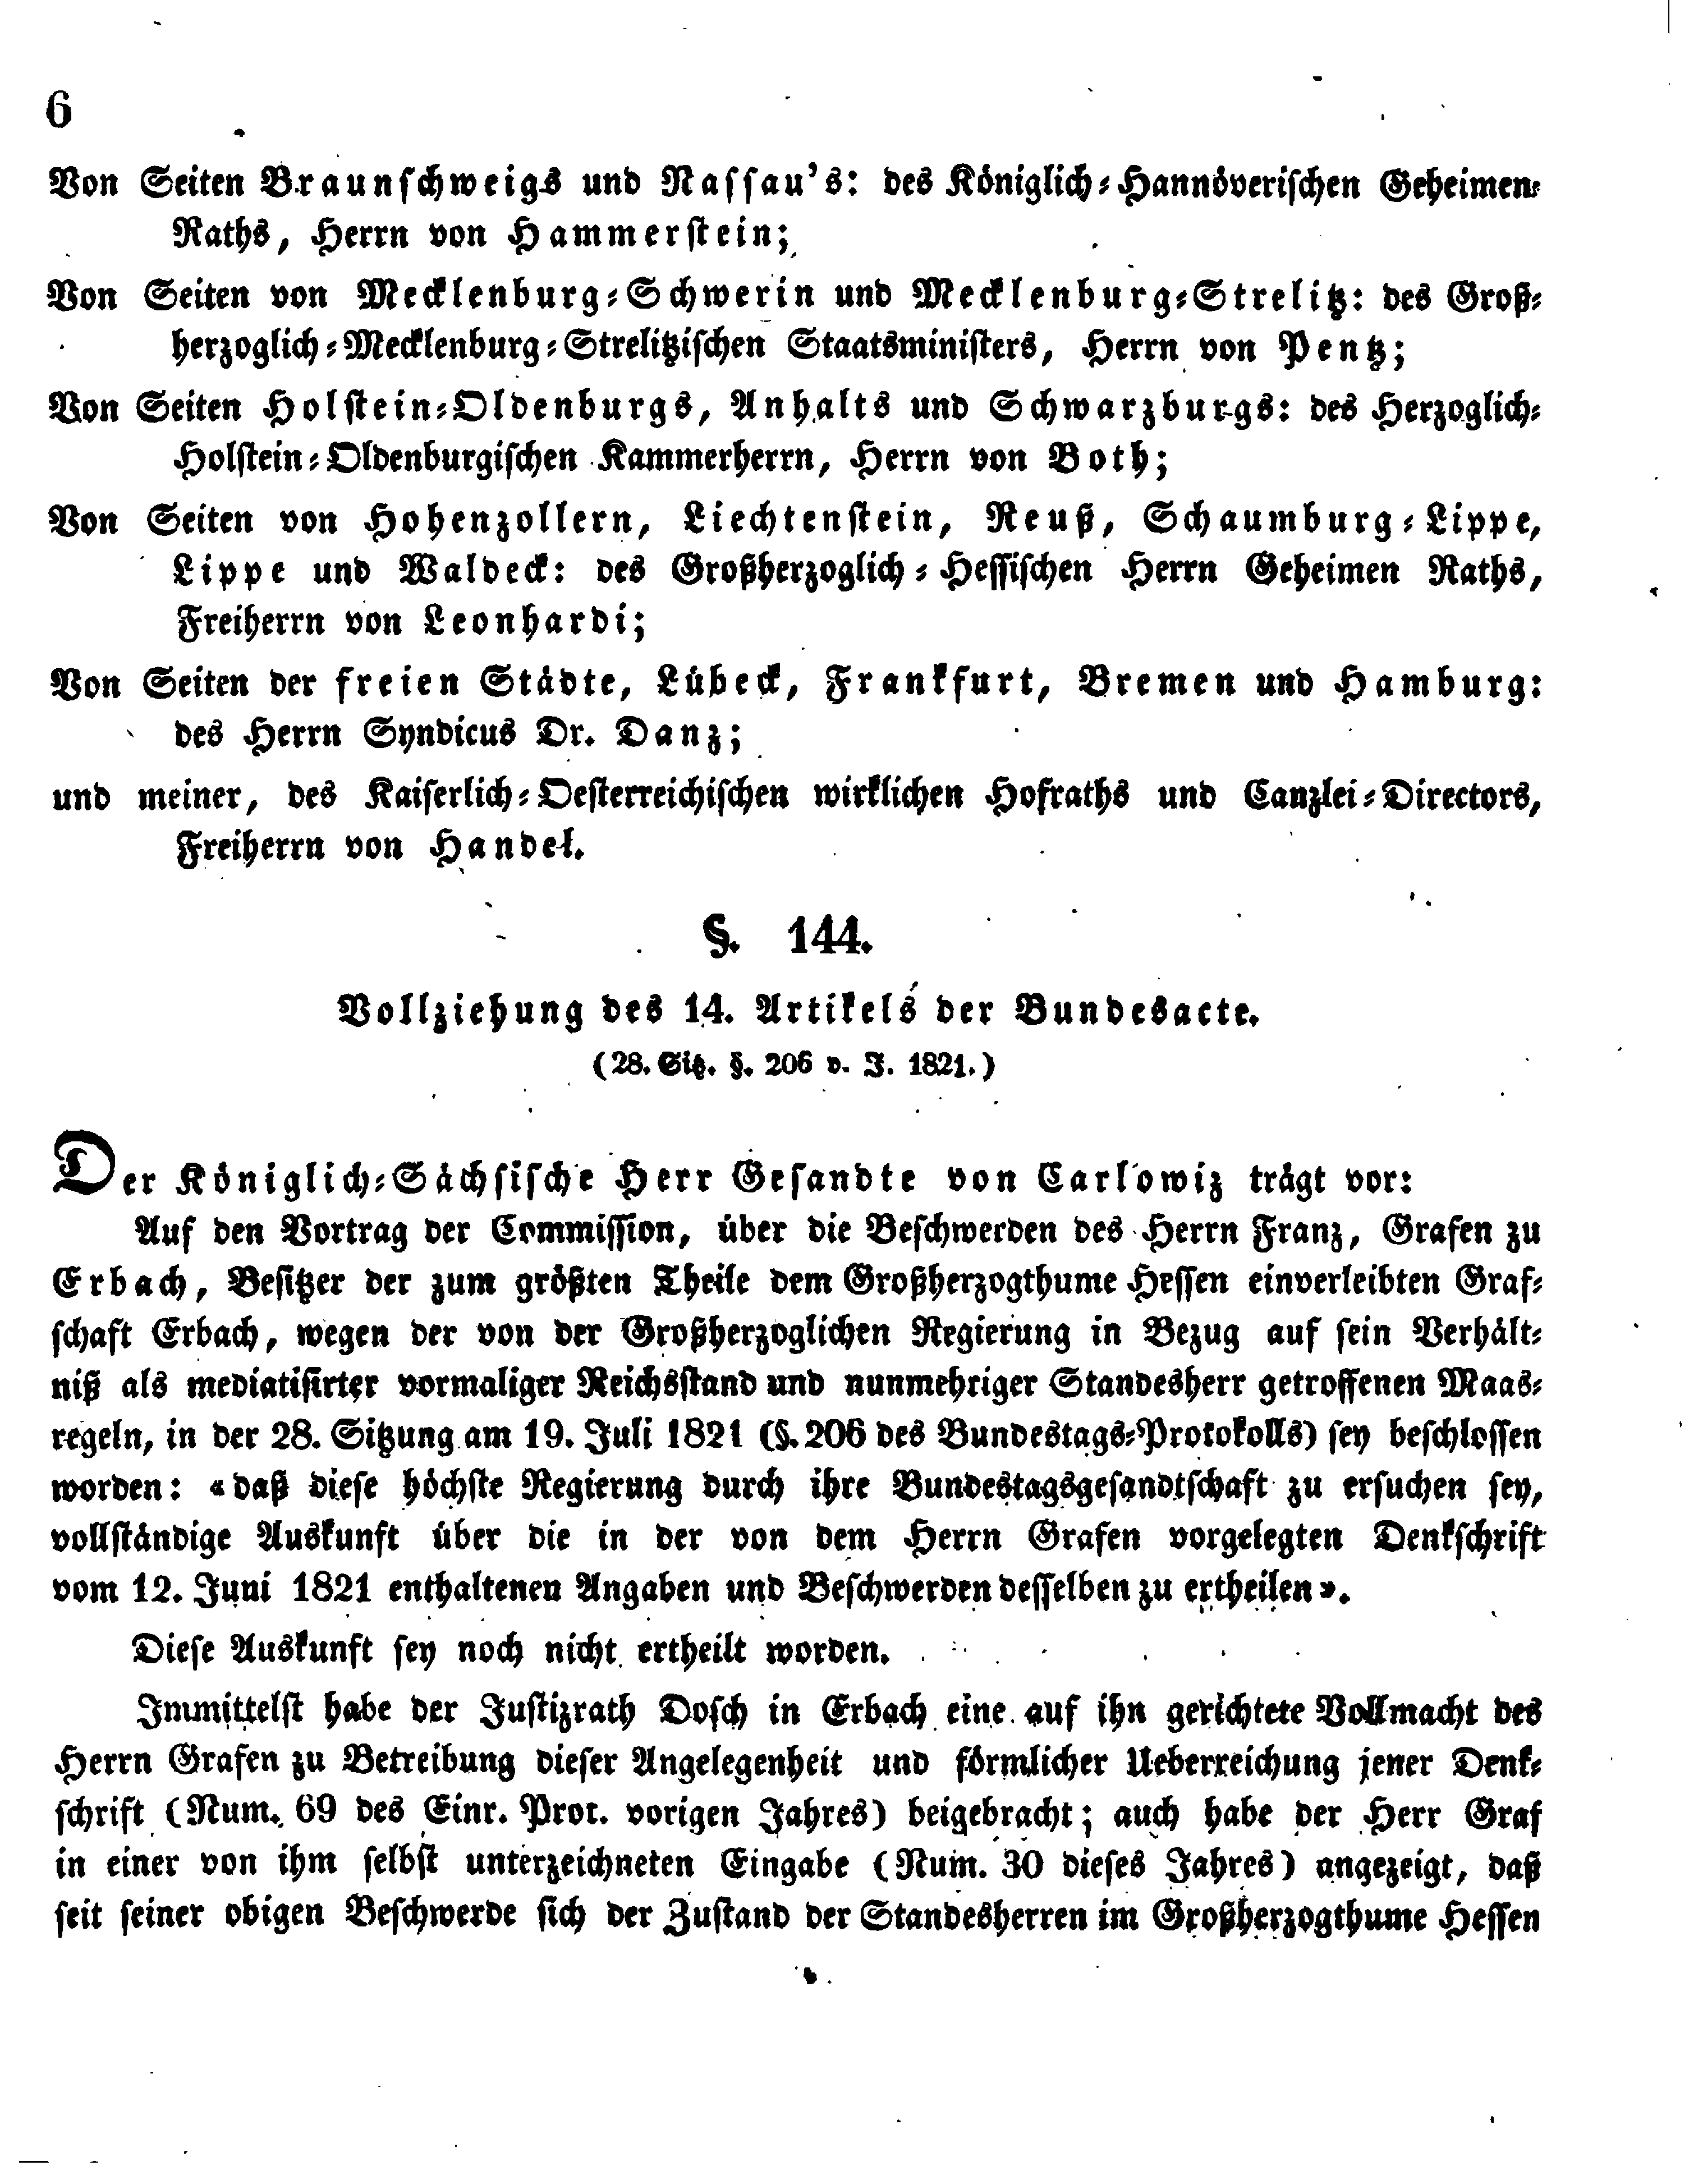 6
Von Seiten Braunschweigs und Nassau's: des Königlich-Hannöverischen Geheimen-
Raths, Herrn von Hammerstein;
Von Seiten von Mecklenburg-Schwerin und Mecklenburg-Strelitz: des Groß-
herzoglich-Mecklenburg-Strelitzischen Staatsministers, Herrn von Pentz;
Von Seiten Holstein-Oldenburgs, Anhalts und Schwarzburgs: des Herzoglich-
Holstein-Oldenburgischen Kammerherrn, Herrn von Both;
Von Seiten von Hohenzollern, Liechtenstein, Reuß, Schaumburg-Lippe,
Lippe und Waldeck: des Großherzoglich-Hessischen Herrn Geheimen Raths,
Freiherrn von Leonhardi;
Von Seiten der freien Städte, Lübeck, Frankfurt, Bremen und Hamburg:
des Herrn Syndicus Dr. Danz;
und meiner, des Kaiserlich-Oesterreichischen wirklichen Hofraths und Canzlei-Directors,
Freiherrn von Handel.
§. 144.
Vollziehung des 14. Artikels der Bundesacte.
(28. Sitz. §. 206 v. J. 1821.)
Der Königlich-Sächsische Herr Gesandte von Carlowiz trägt vor:
Auf den Vortrag der Commission, über die Beschwerden des Herrn Franz, Grafen zu
Erbach, Besitzer der zum größten Theile dem Großherzogthume Hessen einverleibten Graf-
schaft Erbach, wegen der von der Großherzoglichen Regierung in Bezug auf sein Verhält-
niß als mediatisirter vormaliger Reichsstand und nunmehriger Standesherr getroffenen Maas-
regeln, in der 28. Sitzung am 19. Juli 1821 (§. 206 des Bundestags-Protokolls) sey beschlossen
worden: «daß diese höchste Regierung durch ihre Bundestagsgesandtschaft zu ersuchen sey,
vollständige Auskunft über die in der von dem Herrn Grafen vorgelegten Denkschrift
vom 12. Juni 1821 enthaltenen Angaben und Beschwerden desselben zu ertheilen».
Diese Auskunft sey noch nicht ertheilt worden.
Immittelst habe der Justizrath Dosch in Erbach eine auf ihn gerichtete Vollmacht des
Herrn Grafen zu Betreibung dieser Angelegenheit und förmlicher Ueberreichung jener Denk-
schrift (Num. 69 des Einr. Prot. vorigen Jahres) beigebracht; auch habe der Herr Graf
in einer von ihm selbst unterzeichneten Eingabe (Num. 30 dieses Jahres) angezeigt, daß
seit seiner obigen Beschwerde sich der Zustand der Standesherren im Großherzogthume Hessen